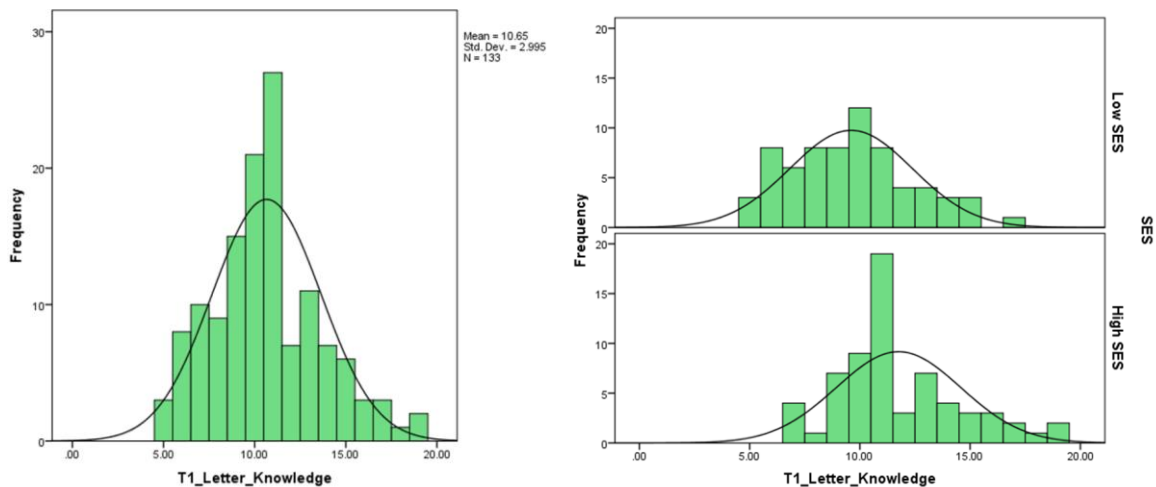 Mean = 10.65
Std. Dev. = 2.995
N = 133
30
20
10
0
Frequency
.00 5.00 10.00 15.00 20.00
T1_Letter_Knowledge
20
15
10
5
0
Low SES
20
15
10
5
0
High SES
SES
Frequency
.00 5.00 10.00 15.00 20.00
T1_Letter_Knowledge